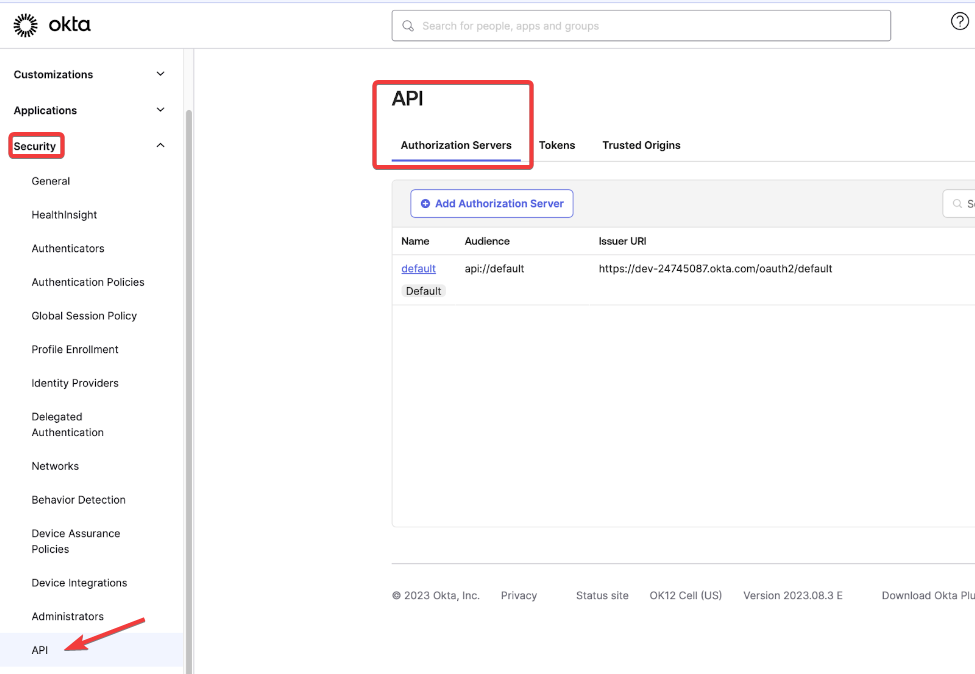 okta
Search for people, apps and groups
Customizations
Applications
Security
General
HealthInsight
Authenticators
Authentication Policies
Global Session Policy
Profile Enrollment
Identity Providers
Delegated
Authentication
Networks
Behavior Detection
Device Assurance
Policies
Device Integrations
Administrators
API
API
Authorization Servers Tokens Trusted Origins
Add Authorization Server
Name Audience Issuer URI
default api://default https://dev-24745087.okta.com/oauth2/default
Default
© 2023 Okta, Inc. Privacy Status site OK12 Cell (US) Version 2023.08.3 E Download Okta Plu